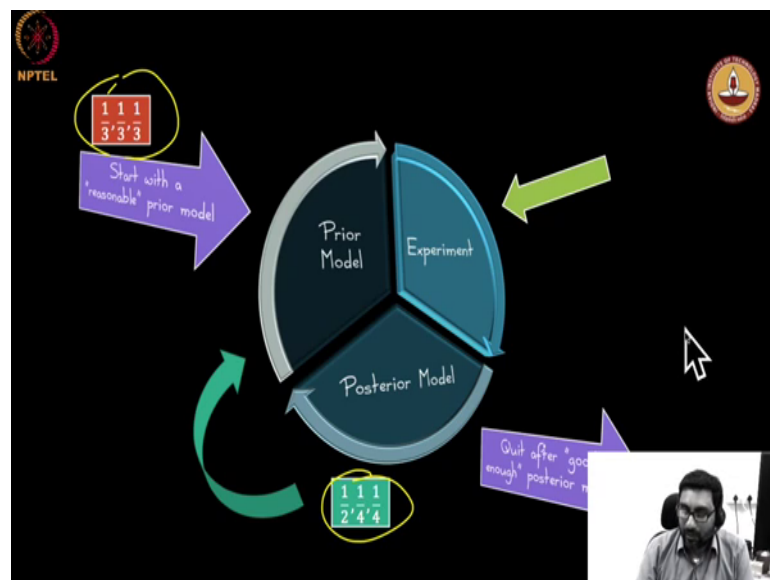 NPTEL
1/3, 1/3, 1/3
Start with a
"reasonable" prior model
Prior
Model
Experiment
Posterior Model
1/2, 1/4, 1/4
Quit after
enough" posterior